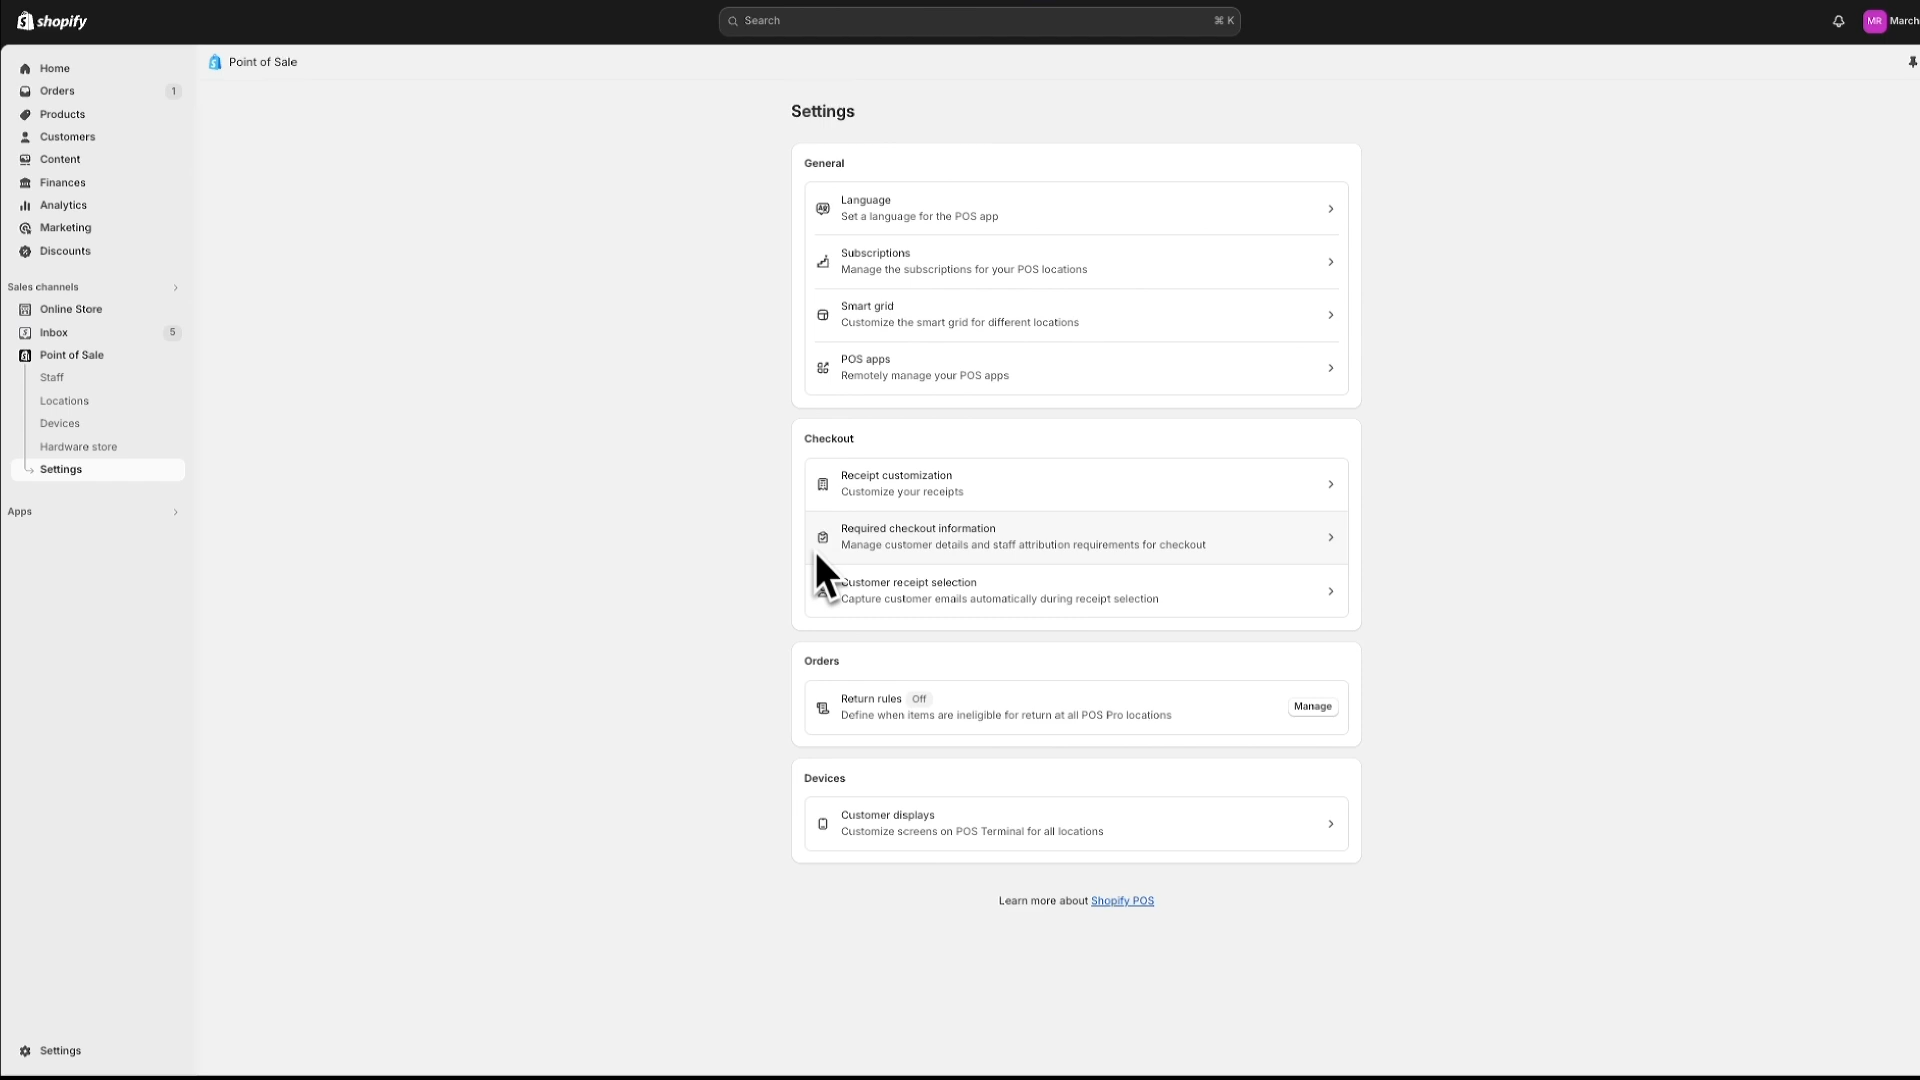 shopify
Search
⌘ K
MR
March
Home
Orders
1
Products
Customers
Content
Finances
Analytics
Marketing
Discounts
Sales channels
Online Store
Inbox
5
Point of Sale
Staff
Locations
Devices
Hardware store
Settings
Apps
Settings
Point of Sale
Settings
General
Language
Set a language for the POS app
Subscriptions
Manage the subscriptions for your POS locations
Smart grid
Customize the smart grid for different locations
POS apps
Remotely manage your POS apps
Checkout
Receipt customization
Customize your receipts
Required checkout information
Manage customer details and staff attribution requirements for checkout
Customer receipt selection
Capture customer emails automatically during receipt selection
Orders
Return rules Off
Define when items are ineligible for return at all POS Pro locations
Manage
Devices
Customer displays
Customize screens on POS Terminal for all locations
Learn more about Shopify POS